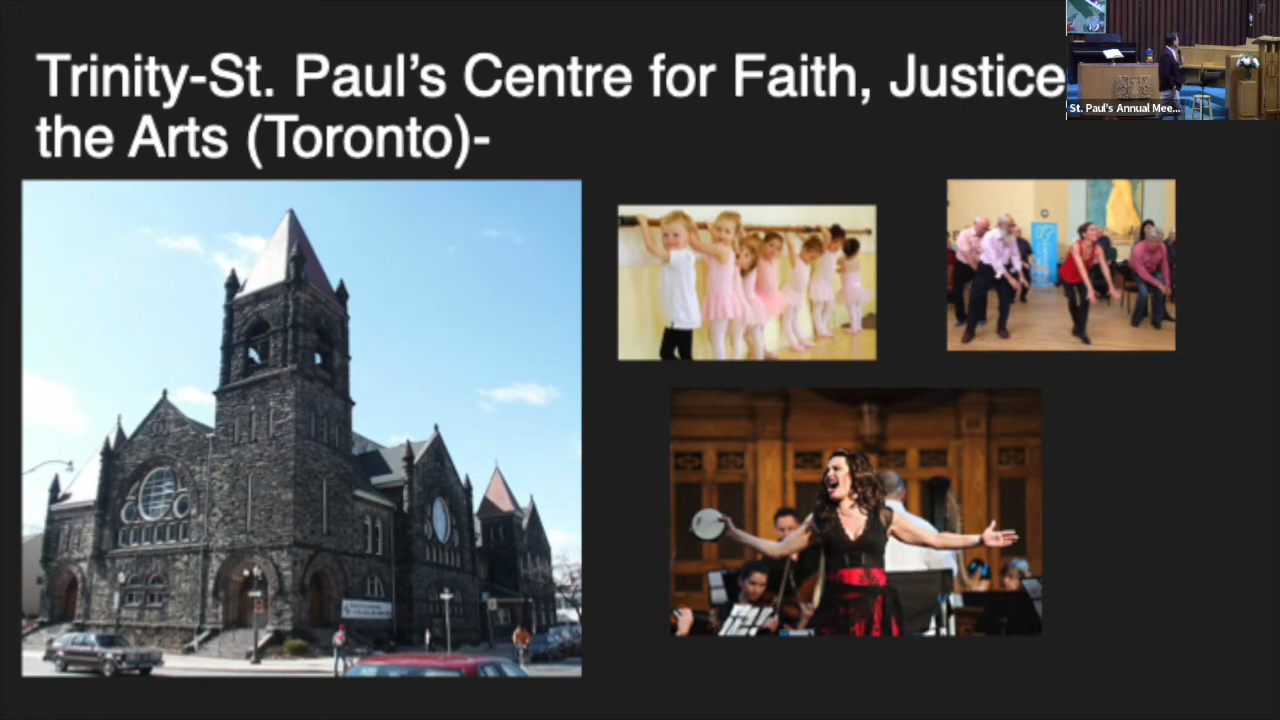 Trinity-St. Paul's Centre for Faith, Justice
the Arts (Toronto)-
St. Paul's Annual Mee...